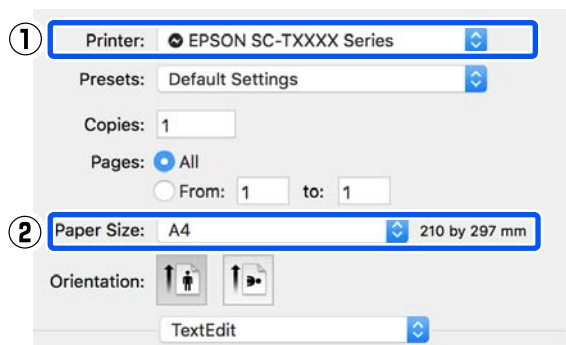 ① Printer: EPSON SC-TXXXX Series
Presets: Default Settings
Copies: 1
Pages: All
From: 1 to: 1
② Paper Size: A4 210 by 297 mm
Orientation:
TextEdit